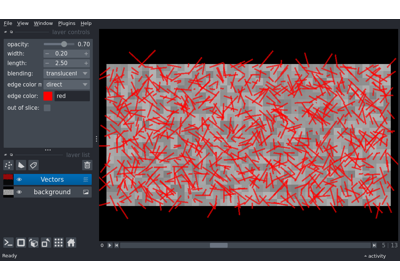 File View Window Plugins Help
layer controls
opacity: 0.70
width: 0.20
length: 2.50
blending: translucent
edge color m direct
edge color: red
out of slice:
layer list
Vectors
background
0 5 13
Ready activity